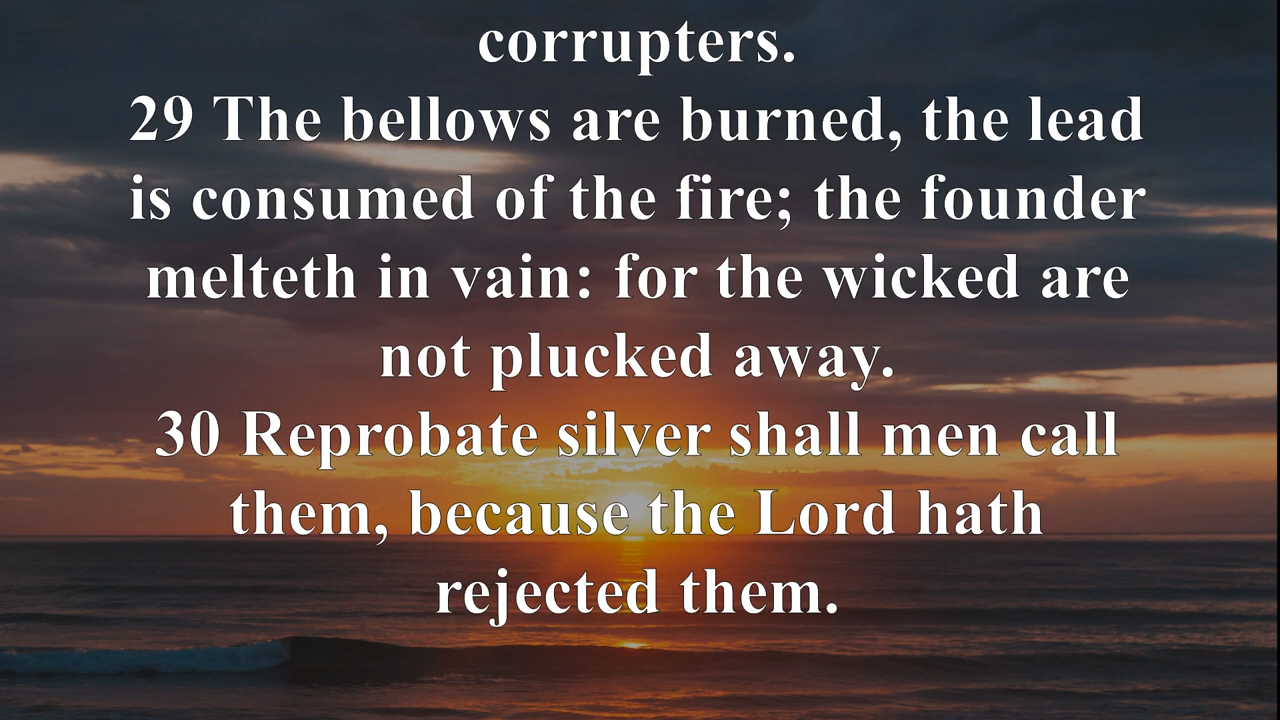 corrupters.
29 The bellows are burned, the lead
is consumed of the fire; the founder
melteth in vain: for the wicked are
not plucked away.
30 Reprobate silver shall men call
them, because the Lord hath
rejected them.